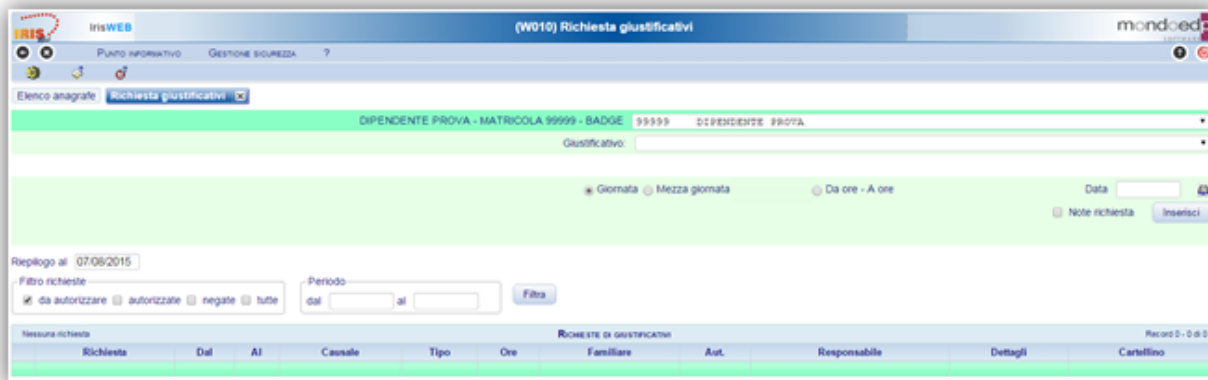 IRIS IrisWEB (W010) Richiesta giustificativi mondoed
PUNTO INFORMATIVO GESTIONE SICUREZZA ?
Elenco anagrafe Richiesta giustificativi
DIPENDENTE PROVA - MATRICOLA 99999 - BADGE 99999 DIPENDENTE PROVA
Giustificativo:
Giornata Mezza giornata Da ore - A ore Data
Note richiesta Inserisci
Riepilogo al 07/08/2015
Filtro richieste Periodo
da autorizzare autorizzate negate tutte dal al Filtra
Nessuna richiesta RICHIESTE DI GIUSTIFICATIVI Record 0 - 0 di 0
Richiesta Dal Al Causale Tipo Ore Familiare Aut. Responsabile Dettagli Cartellino